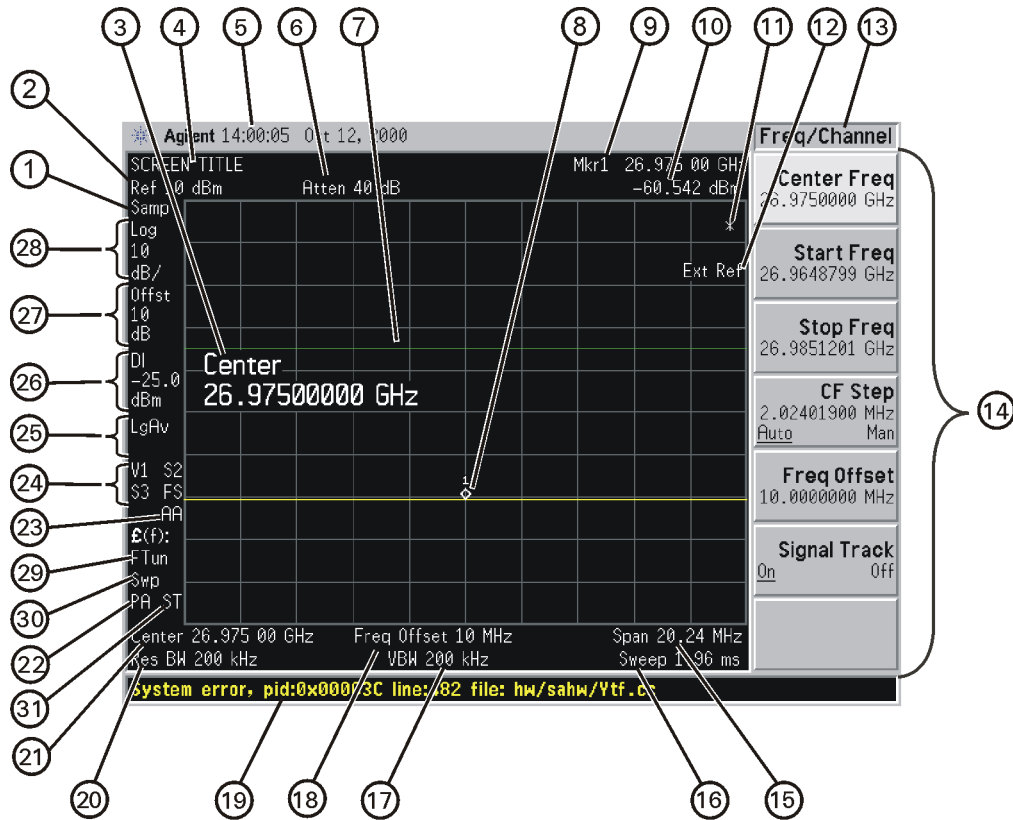 3 4 5 6 7 8 9 10 11 12 13
2
Agilent 14:00:05 Oct 12, 2000
Freq/Channel
SCREEN TITLE
Mkr1 26.975 00 GHz
1
Ref 10 dBm Atten 40 dB
-60.542 dBm
Center Freq
26.9750000 GHz
Samp
28
Log
10
dB/
Start Freq
26.9648799 GHz
Ext Ref
27
Offst
10
dB
Stop Freq
26.9851201 GHz
26
DI
-25.0
dBm
Center
26.97500000 GHz
CF Step
2.02401900 MHz
Auto Man
14
25
LgAv
24
V1 S2
S3 FS
1
Freq Offset
10.0000000 MHz
23
AA
£(f):
29
FTun
Signal Track
On Off
30
Swp
22
PA ST
Center 26.975 00 GHz Freq Offset 10 MHz Span 20.24 MHz
Res BW 200 kHz VBW 200 kHz Sweep ms
31
System error, pid:0x00003C line: file: hw/sahw/Ytf.cc
21
20 19 18 17 16 15